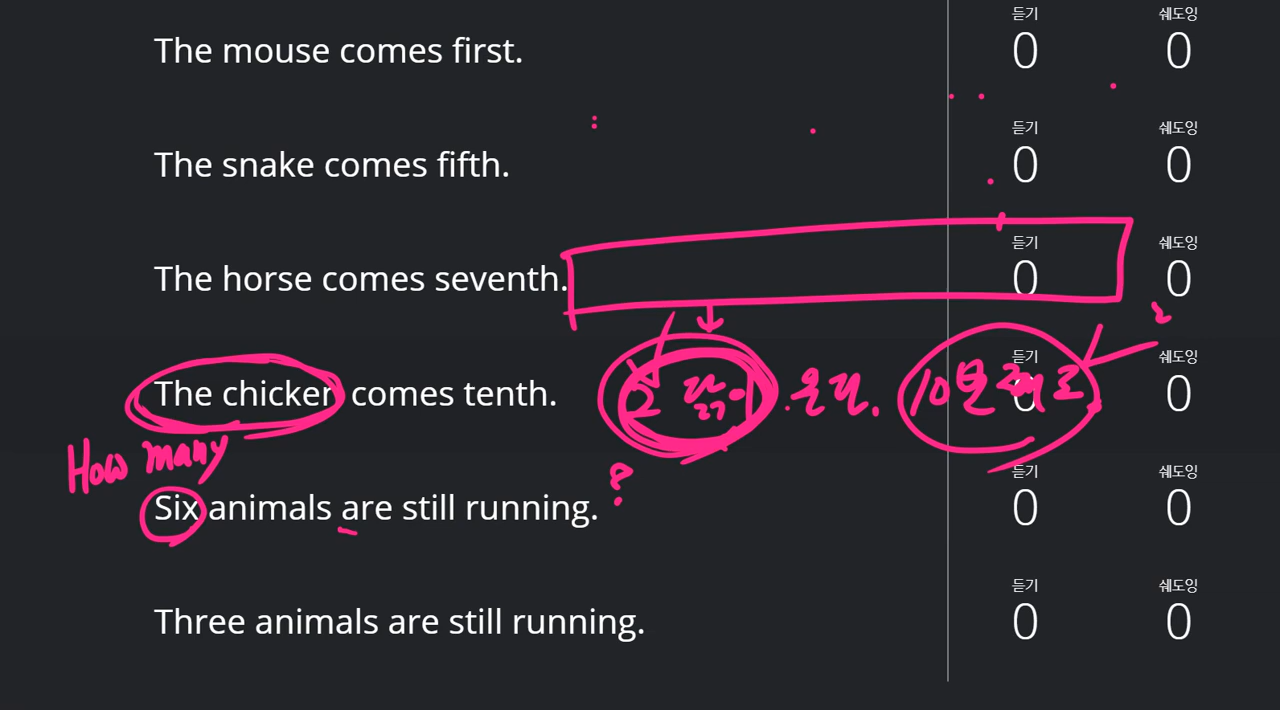 듣기 쉐도잉
The mouse comes first. 0 0
듣기 쉐도잉
The snake comes fifth. 0 0
듣기 쉐도잉
The horse comes seventh. 0 0
듣기 쉐도잉
The chicken comes tenth. 그 닭이 온다. 10번째로 0 0
How many
듣기 쉐도잉
Six animals are still running. ? 0 0
듣기 쉐도잉
Three animals are still running. 0 0